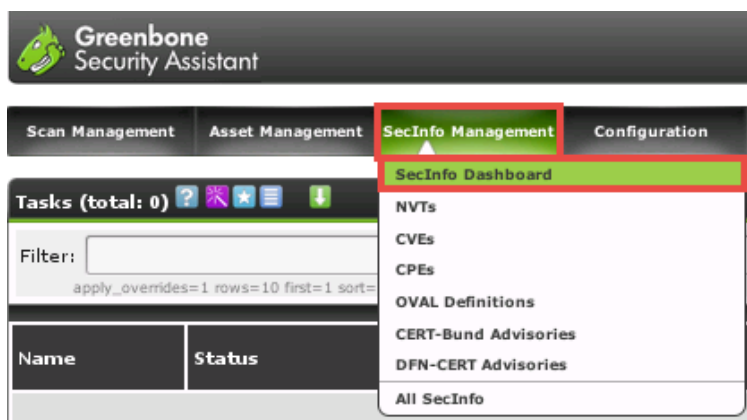 Greenbone
Security Assistant
Scan Management Asset Management SecInfo Management Configuration
SecInfo Dashboard
Tasks (total: 0) ?
NVTs
CVEs
Filter:
CPEs
apply_overrides=1 rows=10 first=1 sort=
OVAL Definitions
CERT-Bund Advisories
Name Status
DFN-CERT Advisories
All SecInfo